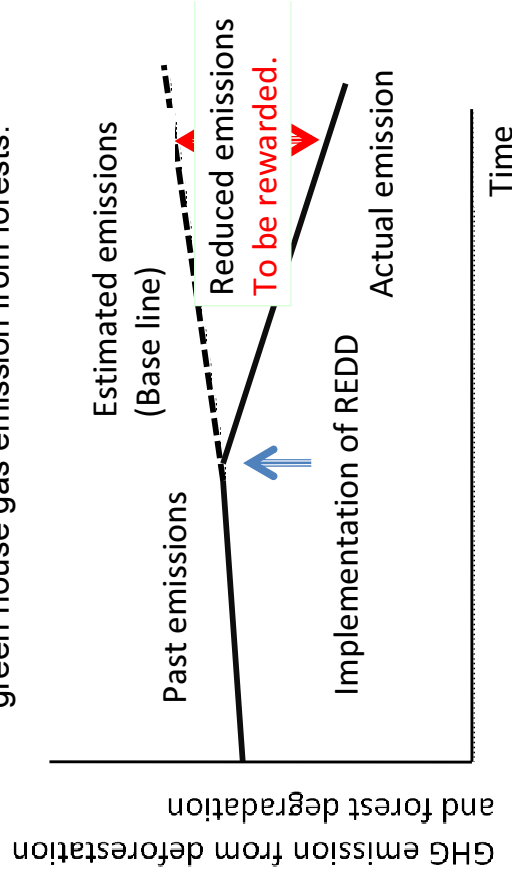 green house gas emission from forests.
Estimated emissions
(Base line)
Past emissions
Reduced emissions
To be rewarded.
Implementation of REDD
Actual emission
Time
GHG emission from deforestation
and forest degradation